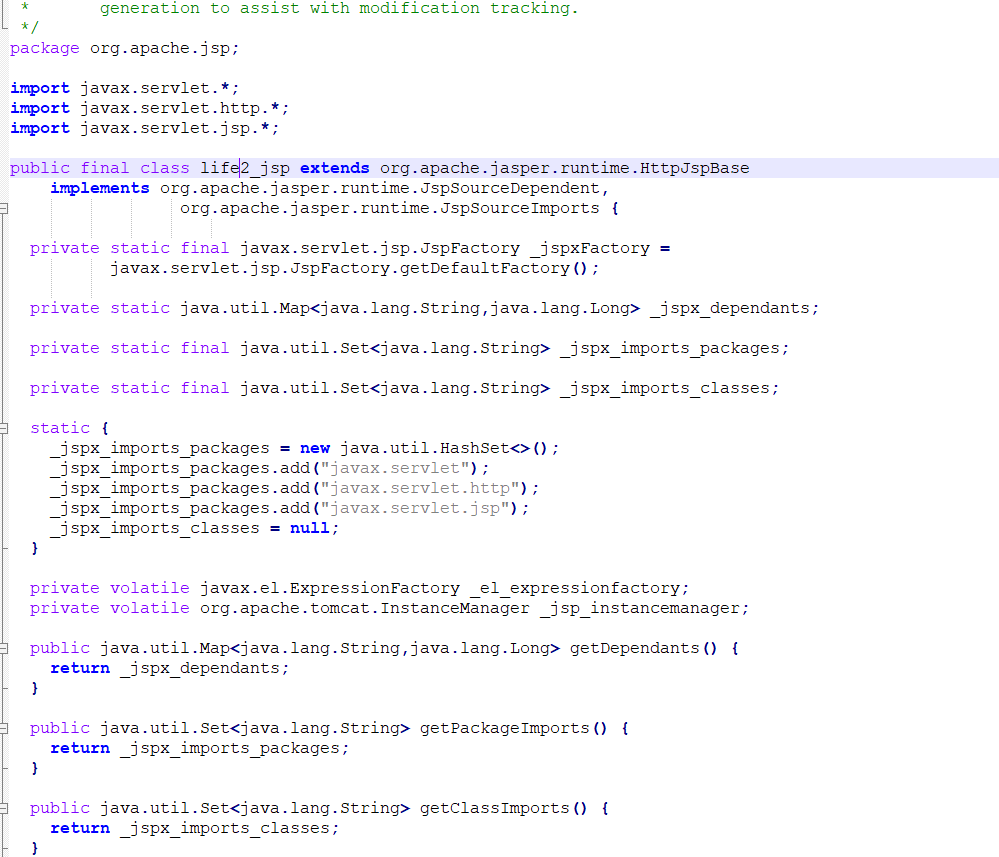 *       generation to assist with modification tracking.
 */
package org.apache.jsp;

import javax.servlet.*;
import javax.servlet.http.*;
import javax.servlet.jsp.*;

public final class life2_jsp extends org.apache.jasper.runtime.HttpJspBase
    implements org.apache.jasper.runtime.JspSourceDependent,
                 org.apache.jasper.runtime.JspSourceImports {

  private static final javax.servlet.jsp.JspFactory _jspxFactory =
          javax.servlet.jsp.JspFactory.getDefaultFactory();

  private static java.util.Map<java.lang.String,java.lang.Long> _jspx_dependants;

  private static final java.util.Set<java.lang.String> _jspx_imports_packages;

  private static final java.util.Set<java.lang.String> _jspx_imports_classes;

  static {
    _jspx_imports_packages = new java.util.HashSet<>();
    _jspx_imports_packages.add("javax.servlet");
    _jspx_imports_packages.add("javax.servlet.http");
    _jspx_imports_packages.add("javax.servlet.jsp");
    _jspx_imports_classes = null;
  }

  private volatile javax.el.ExpressionFactory _el_expressionfactory;
  private volatile org.apache.tomcat.InstanceManager _jsp_instancemanager;

  public java.util.Map<java.lang.String,java.lang.Long> getDependants() {
    return _jspx_dependants;
  }

  public java.util.Set<java.lang.String> getPackageImports() {
    return _jspx_imports_packages;
  }

  public java.util.Set<java.lang.String> getClassImports() {
    return _jspx_imports_classes;
  }